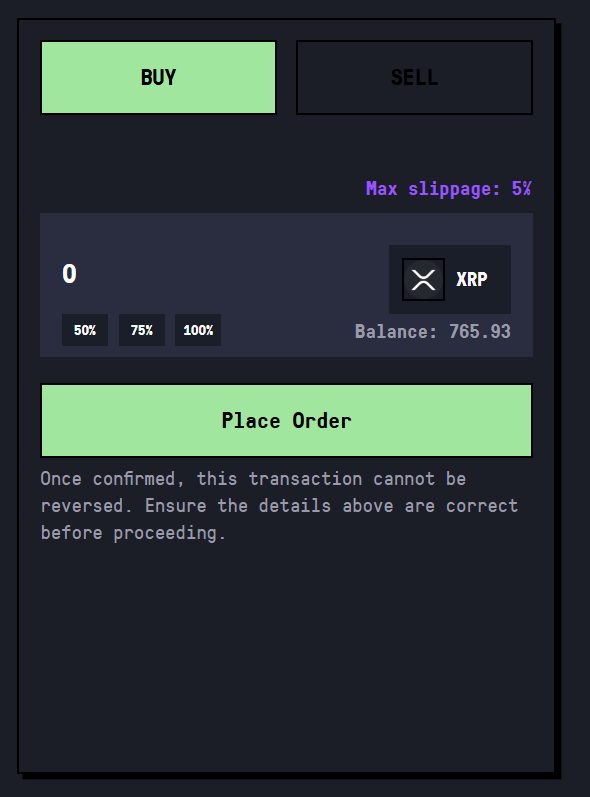 BUY
SELL
Max slippage: 5%
0
XRP
50%
75%
100%
Balance: 765.93
Place Order
Once confirmed, this transaction cannot be
reversed. Ensure the details above are correct
before proceeding.